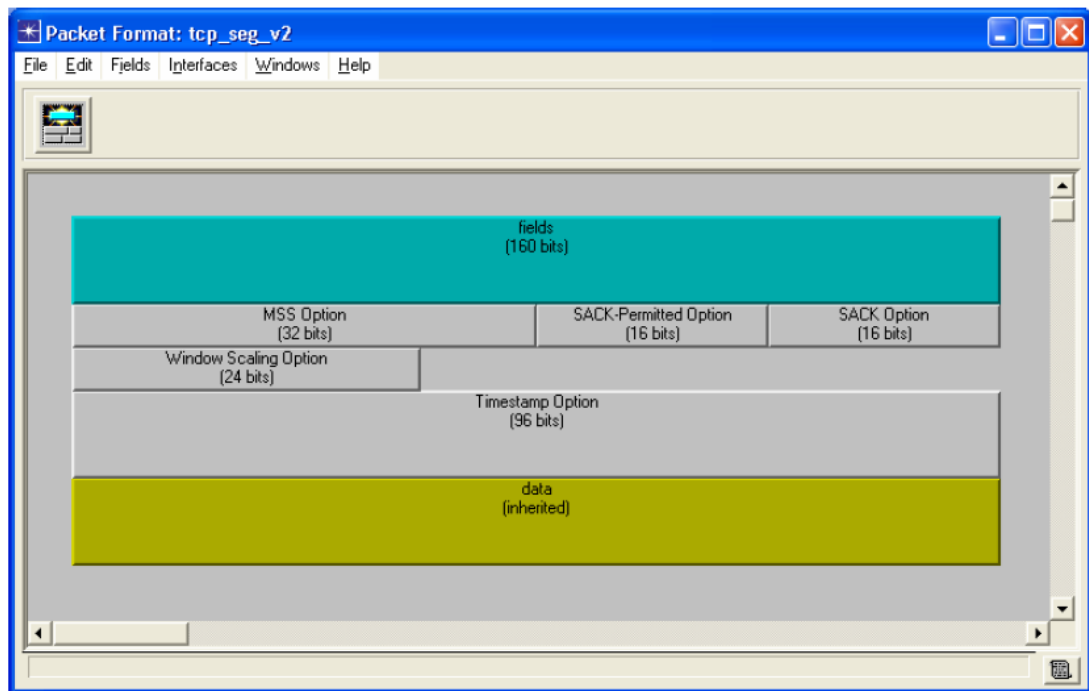 Packet Format: tcp_seg_v2
File Edit Fields Interfaces Windows Help
fields
(160 bits)
MSS Option
(32 bits)
SACK-Permitted Option
(16 bits)
SACK Option
(16 bits)
Window Scaling Option
(24 bits)
Timestamp Option
(96 bits)
data
(inherited)